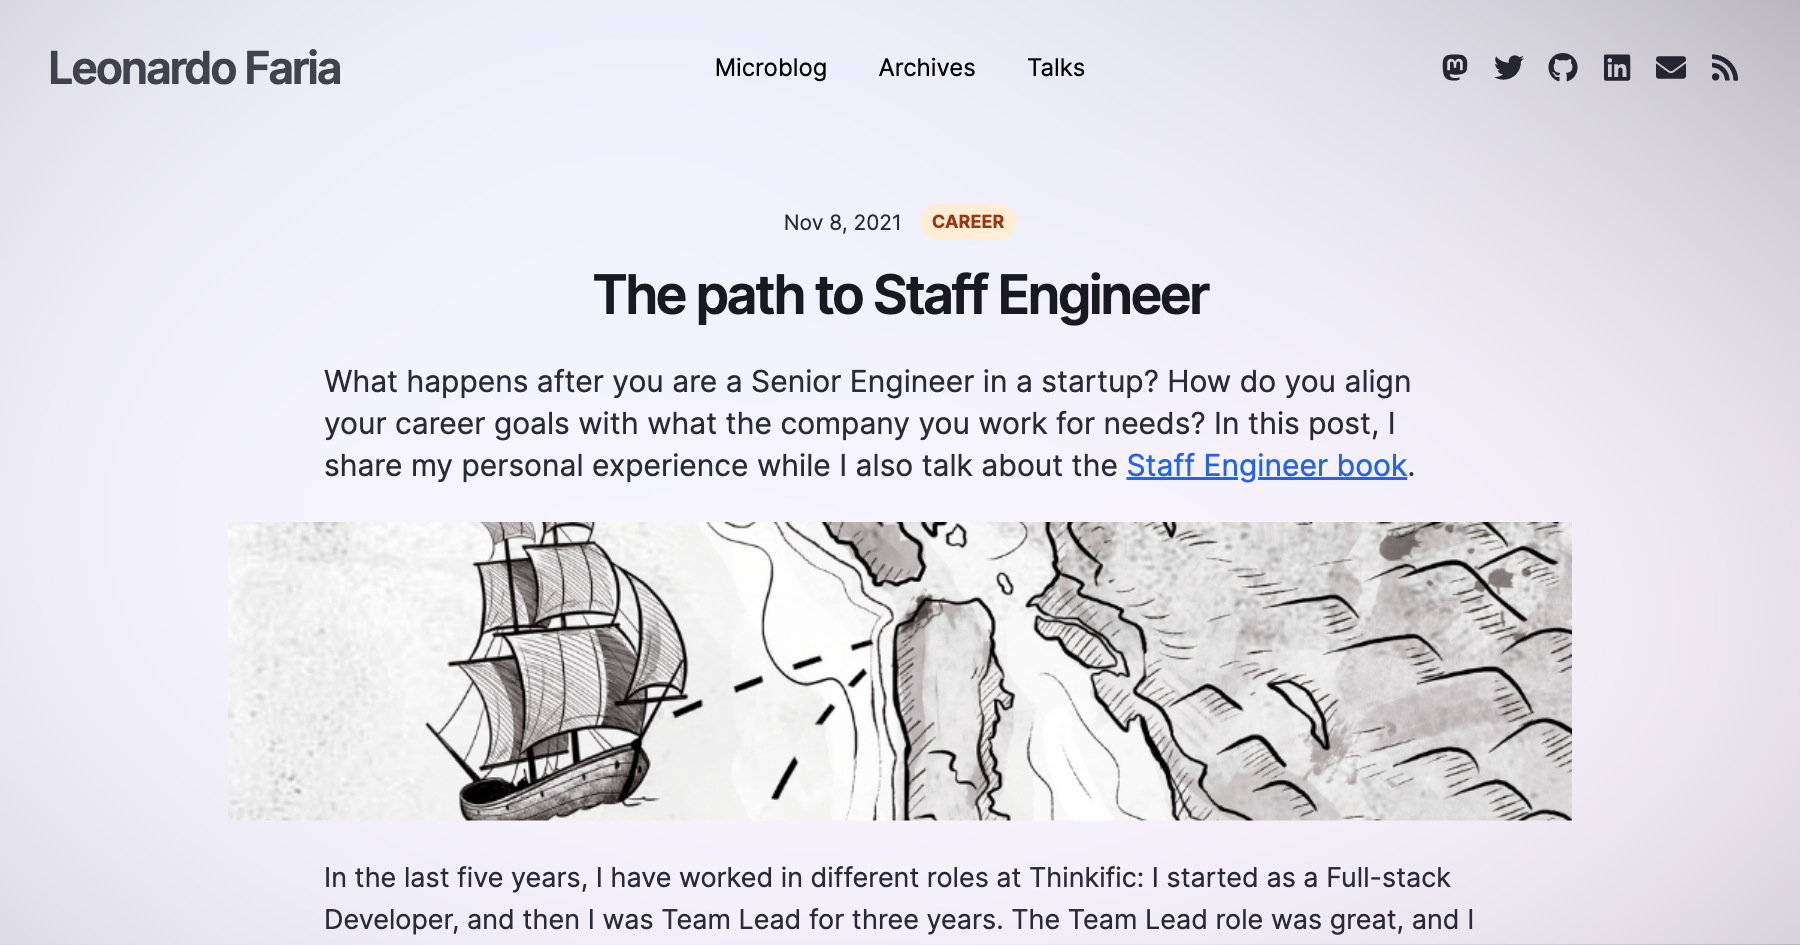 Leonardo Faria
Microblog Archives Talks
Nov 8, 2021 CAREER
The path to Staff Engineer
What happens after you are a Senior Engineer in a startup? How do you align
your career goals with what the company you work for needs? In this post, I
share my personal experience while I also talk about the Staff Engineer book.
In the last five years, I have worked in different roles at Thinkific: I started as a Full-stack
Developer, and then I was Team Lead for three years. The Team Lead role was great, and I